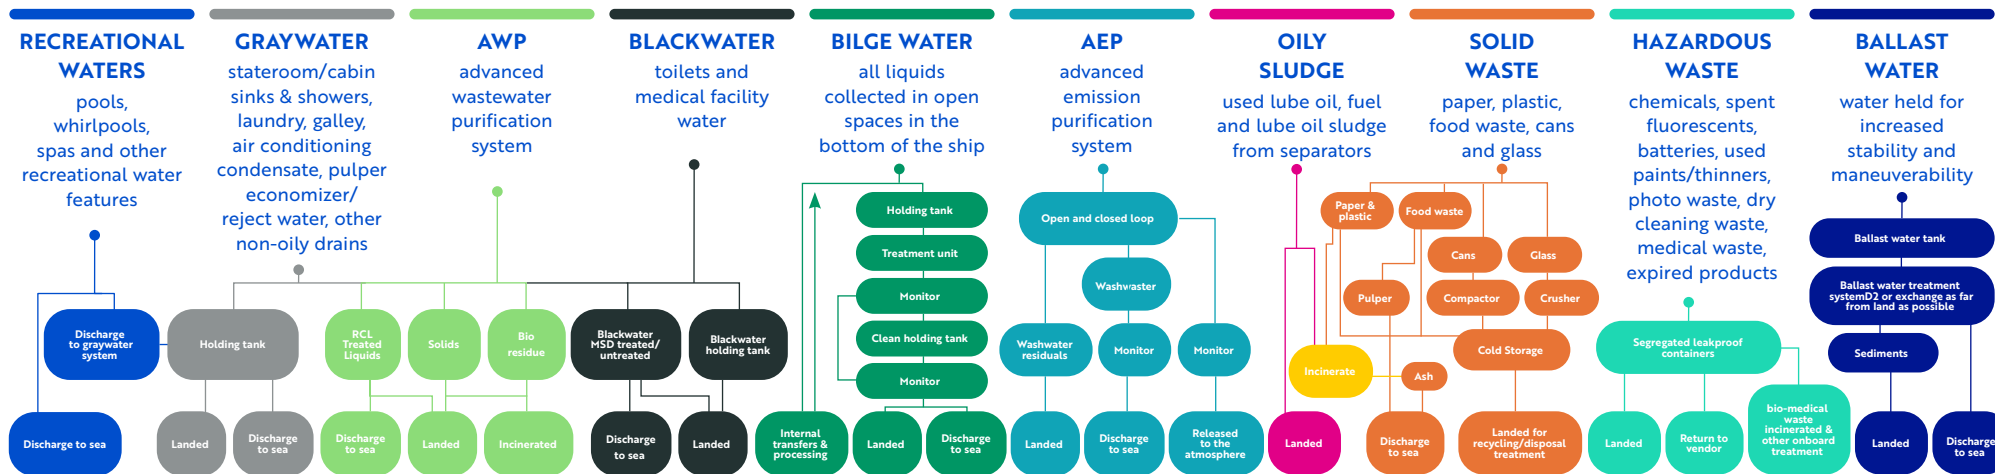 RECREATIONAL
WATERS
pools,
whirlpools,
spas and other
recreational water
features
Discharge
to graywater
system
Discharge to sea
GRAYWATER
stateroom/cabin
sinks & showers,
laundry, galley,
air conditioning
condensate, pulper
economizer/
reject water, other
non-oily drains
Holding tank
Landed
Discharge
to sea
AWP
advanced
wastewater
purification
system
RCL
Treated
Liquids
Solids
Bio
residue
Discharge
to sea
Landed
Incinerated
BLACKWATER
toilets and
medical facility
water
Blackwater
MSD treated/
untreated
Blackwater
holding tank
Discharge
to sea
Landed
BILGE WATER
all liquids
collected in open
spaces in the
bottom of the ship
Holding tank
Treatment unit
Monitor
Clean holding tank
Monitor
Internal
transfers &
processing
Landed
Discharge
to sea
AEP
advanced
emission
purification
system
Open and closed loop
Washwaster
Washwater
residuals
Monitor
Monitor
Landed
Discharge
to sea
Released
to the
atmosphere
OILY
SLUDGE
used lube oil, fuel
and lube oil sludge
from separators
Incinerate
Landed
SOLID
WASTE
paper, plastic,
food waste, cans
and glass
Paper &
plastic
Food waste
Cans
Glass
Pulper
Compactor
Crusher
Cold Storage
Ash
Discharge
to sea
Landed for
recycling/disposal
treatment
HAZARDOUS
WASTE
chemicals, spent
fluorescents,
batteries, used
paints/thinners,
photo waste, dry
cleaning waste,
medical waste,
expired products
Segregated leakproof
containers
Landed
Return to
vendor
bio-medical
waste
incinerated &
other onboard
treatment
BALLAST
WATER
water held for
increased
stability and
maneuverability
Ballast water tank
Ballast water treatment
systemD2 or exchange as far
from land as possible
Sediments
Landed
Discharge
to sea